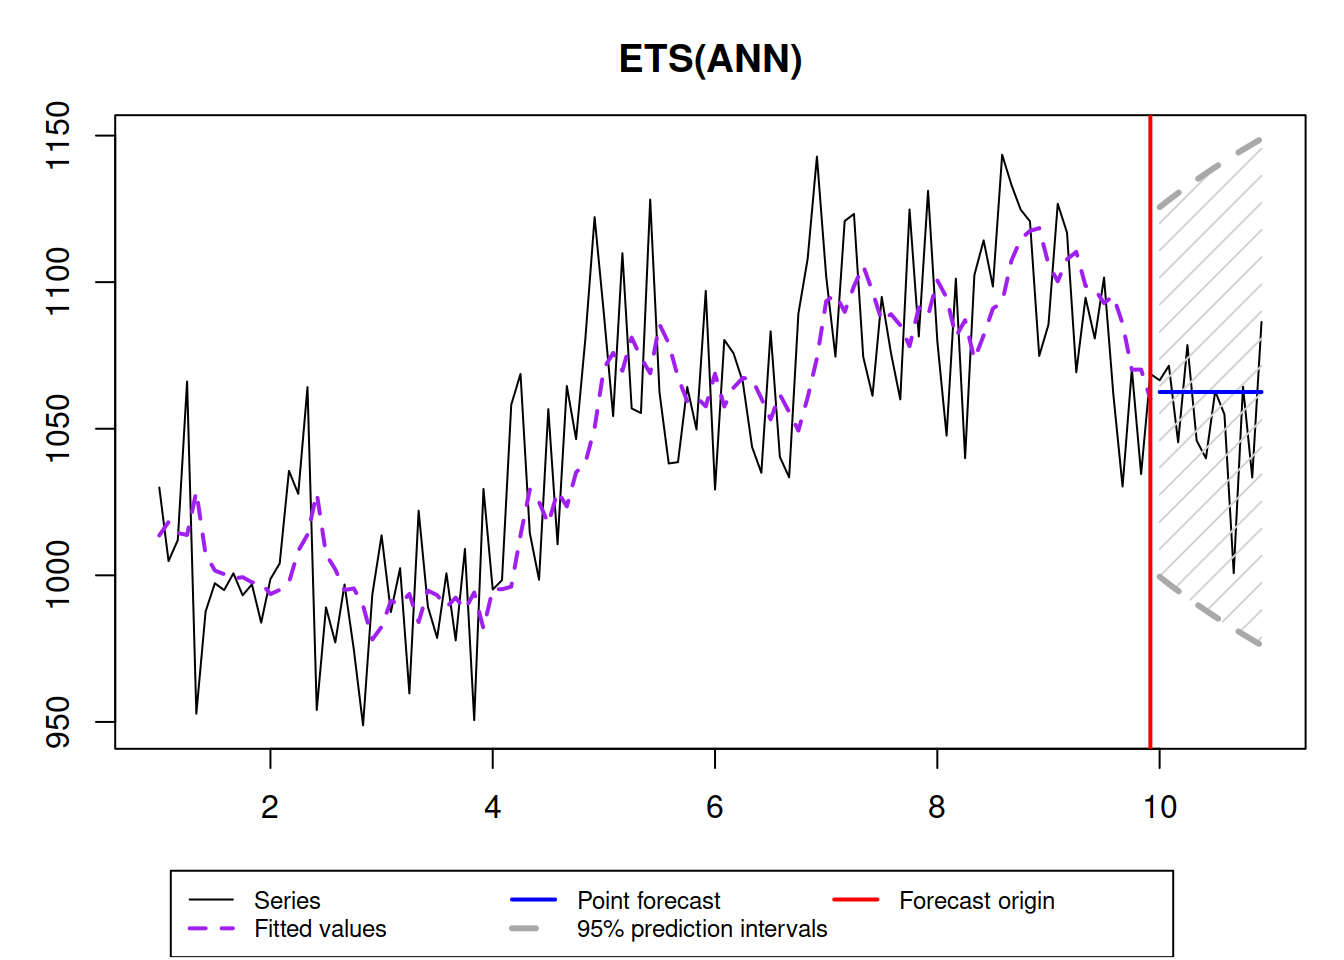 ETS(ANN)
1150
1100
1050
1000
950
2 4 6 8 10
Series Point forecast Forecast origin
Fitted values 95% prediction intervals